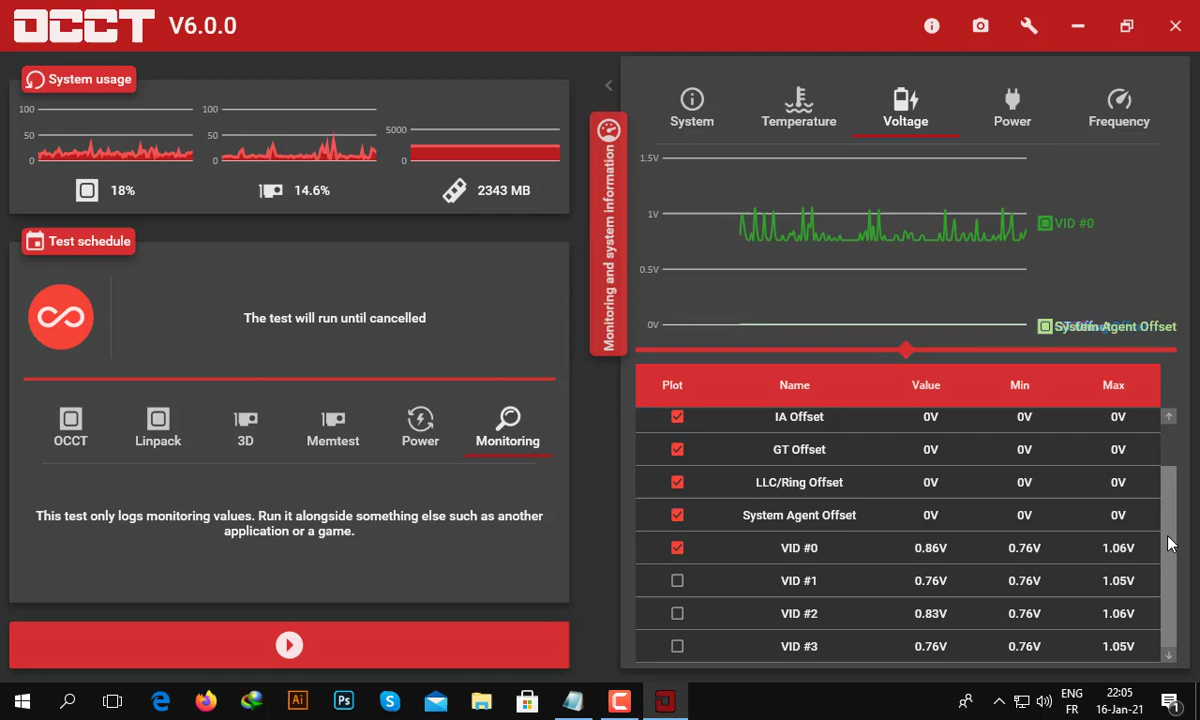 OCCT V6.0.0
System usage
100
50
0
100
50
0
5000
0
18%
14.6%
2343 MB
Test schedule
The test will run until cancelled
OCCT
Linpack
3D
Memtest
Power
Monitoring
This test only logs monitoring values. Run it alongside something else such as another
application or a game.
Monitoring and system information
System
Temperature
Voltage
Power
Frequency
1.5V
1V
0.5V
0V
VID #0
System Agent Offset
Plot Name Value Min Max
IA Offset 0V 0V 0V
GT Offset 0V 0V 0V
LLC/Ring Offset 0V 0V 0V
System Agent Offset 0V 0V 0V
VID #0 0.86V 0.76V 1.06V
VID #1 0.76V 0.76V 1.05V
VID #2 0.83V 0.76V 1.06V
VID #3 0.76V 0.76V 1.05V
Ai
Ps
ENG
FR
22:05
16-Jan-21
1